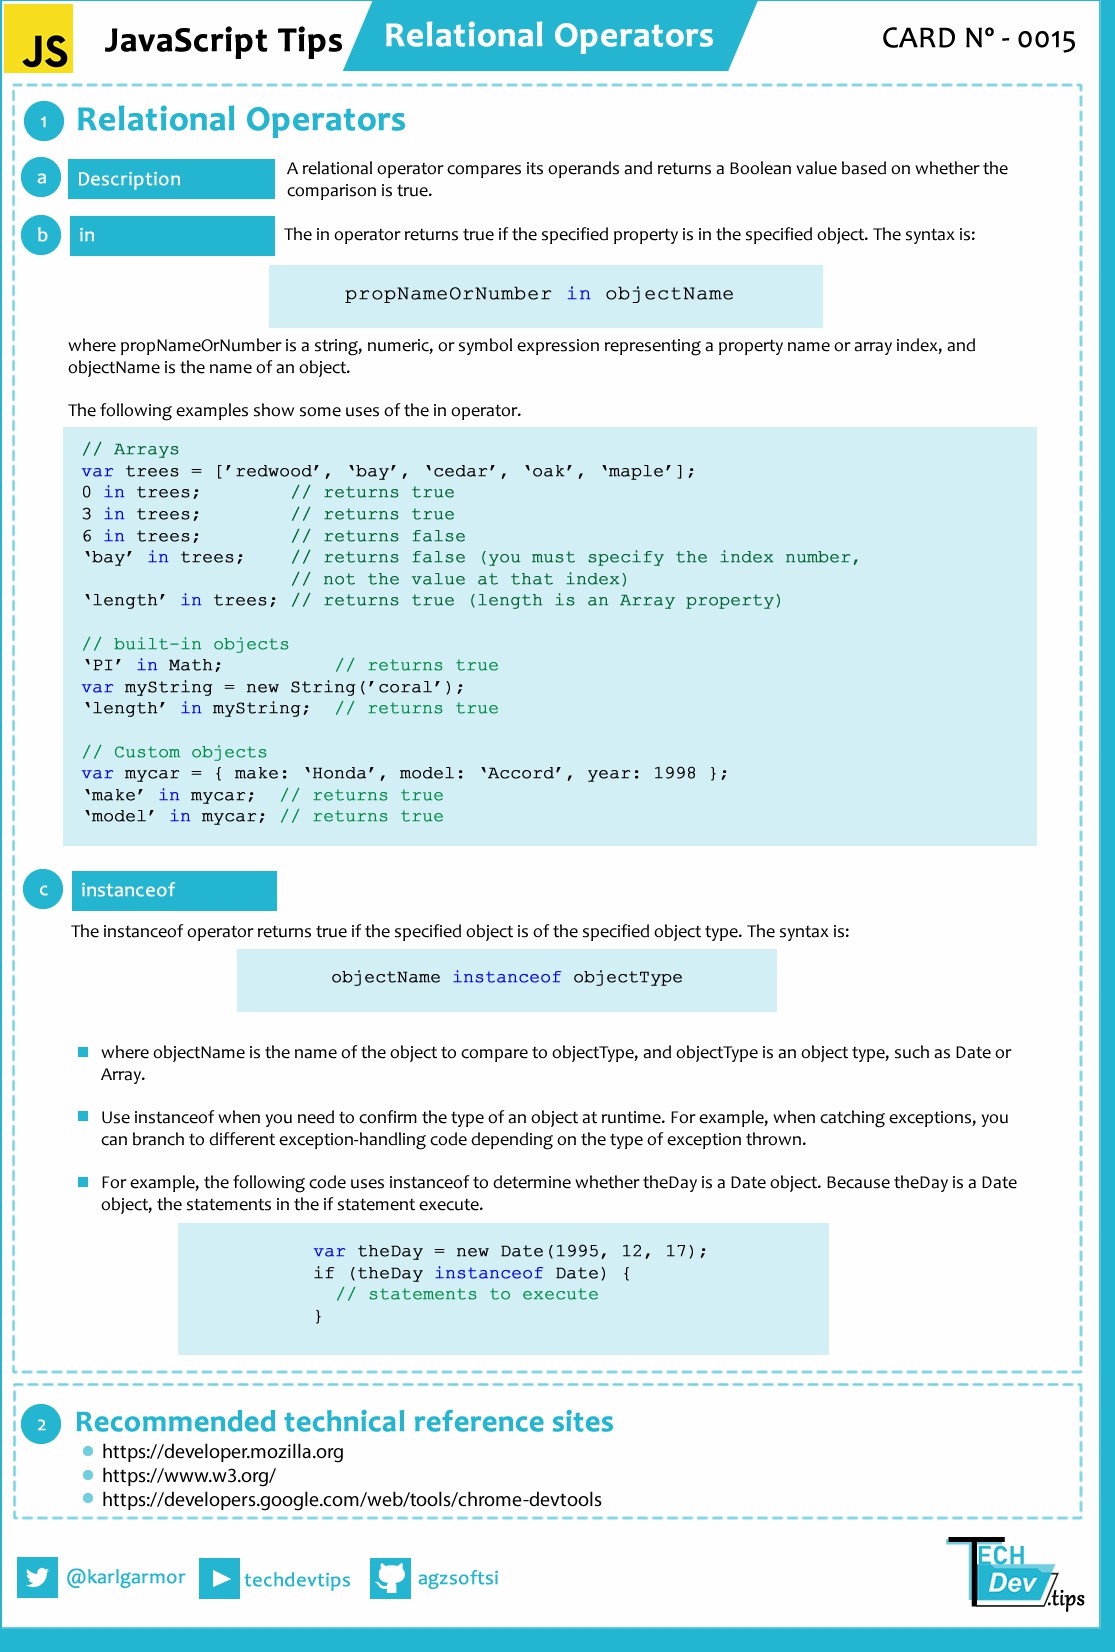 JS JavaScript Tips Relational Operators CARD Nº - 0015
1 Relational Operators
a Description A relational operator compares its operands and returns a Boolean value based on whether the
comparison is true.
b in The in operator returns true if the specified property is in the specified object. The syntax is:
propNameOrNumber in objectName
where propNameOrNumber is a string, numeric, or symbol expression representing a property name or array index, and
objectName is the name of an object.
The following examples show some uses of the in operator.
// Arrays
var trees = [’redwood’, ‘bay’, ‘cedar’, ‘oak’, ‘maple’];
0 in trees; // returns true
3 in trees; // returns true
6 in trees; // returns false
‘bay’ in trees; // returns false (you must specify the index number,
// not the value at that index)
‘length’ in trees; // returns true (length is an Array property)
// built-in objects
‘PI’ in Math; // returns true
var myString = new String(’coral’);
‘length’ in myString; // returns true
// Custom objects
var mycar = { make: ‘Honda’, model: ‘Accord’, year: 1998 };
‘make’ in mycar; // returns true
‘model’ in mycar; // returns true
c instanceof
The instanceof operator returns true if the specified object is of the specified object type. The syntax is:
objectName instanceof objectType
where objectName is the name of the object to compare to objectType, and objectType is an object type, such as Date or
Array.
Use instanceof when you need to confirm the type of an object at runtime. For example, when catching exceptions, you
can branch to different exception-handling code depending on the type of exception thrown.
For example, the following code uses instanceof to determine whether theDay is a Date object. Because theDay is a Date
object, the statements in the if statement execute.
var theDay = new Date(1995, 12, 17);
if (theDay instanceof Date) {
// statements to execute
}
2 Recommended technical reference sites
https://developer.mozilla.org
https://www.w3.org/
https://developers.google.com/web/tools/chrome-devtools
@karlgarmor techdevtips agzsoftsi
TECH
Dev
.tips